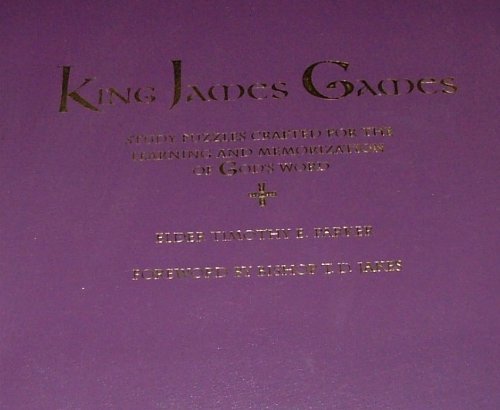 King James Games
STUDY PUZZLES CRAFTED FOR THE
LEARNING AND MEMORIZATION
OF GOD'S WORD
ELDER TIMOTHY E. PARKER
FOREWORD BY BISHOP T. D. JAKES